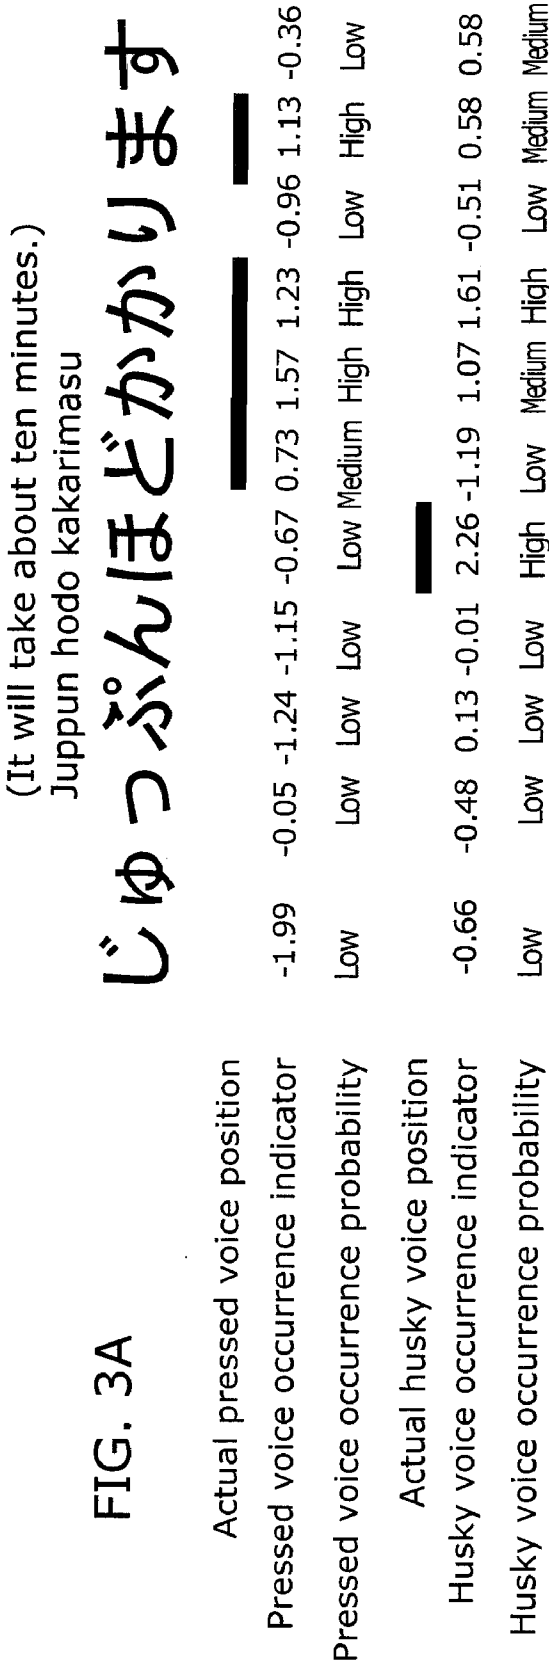 FIG. 3A
(It will take about ten minutes.)
Juppun hodo kakarimasu
じゅっぷんほどかかります
Actual pressed voice position
Pressed voice occurrence indicator -1.99 -0.05 -1.24 -1.15 -0.67 0.73 1.57 1.23 -0.96 1.13 -0.36
Pressed voice occurrence probability Low Low Low Low Low Medium High High Low High Low
Actual husky voice position
Husky voice occurrence indicator -0.66 -0.48 0.13 -0.01 2.26 -1.19 1.07 1.61 -0.51 0.58 0.58
Husky voice occurrence probability Low Low Low Low High Low Medium High Low Medium Medium